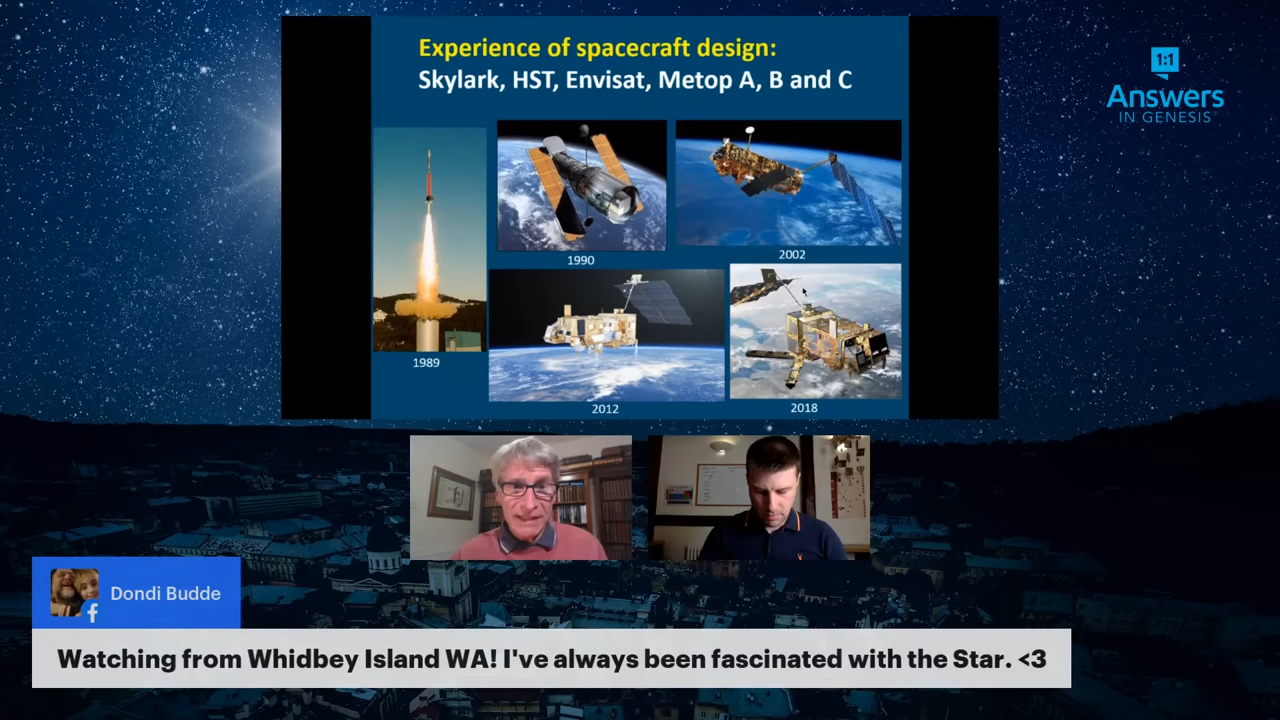 Experience of spacecraft design:
Skylark, HST, Envisat, Metop A, B and C
1:1
Answers
IN GENESIS
1990
2002
1989
2012
2018
Dondi Budde
Watching from Whidbey Island WA! I've always been fascinated with the Star. <3